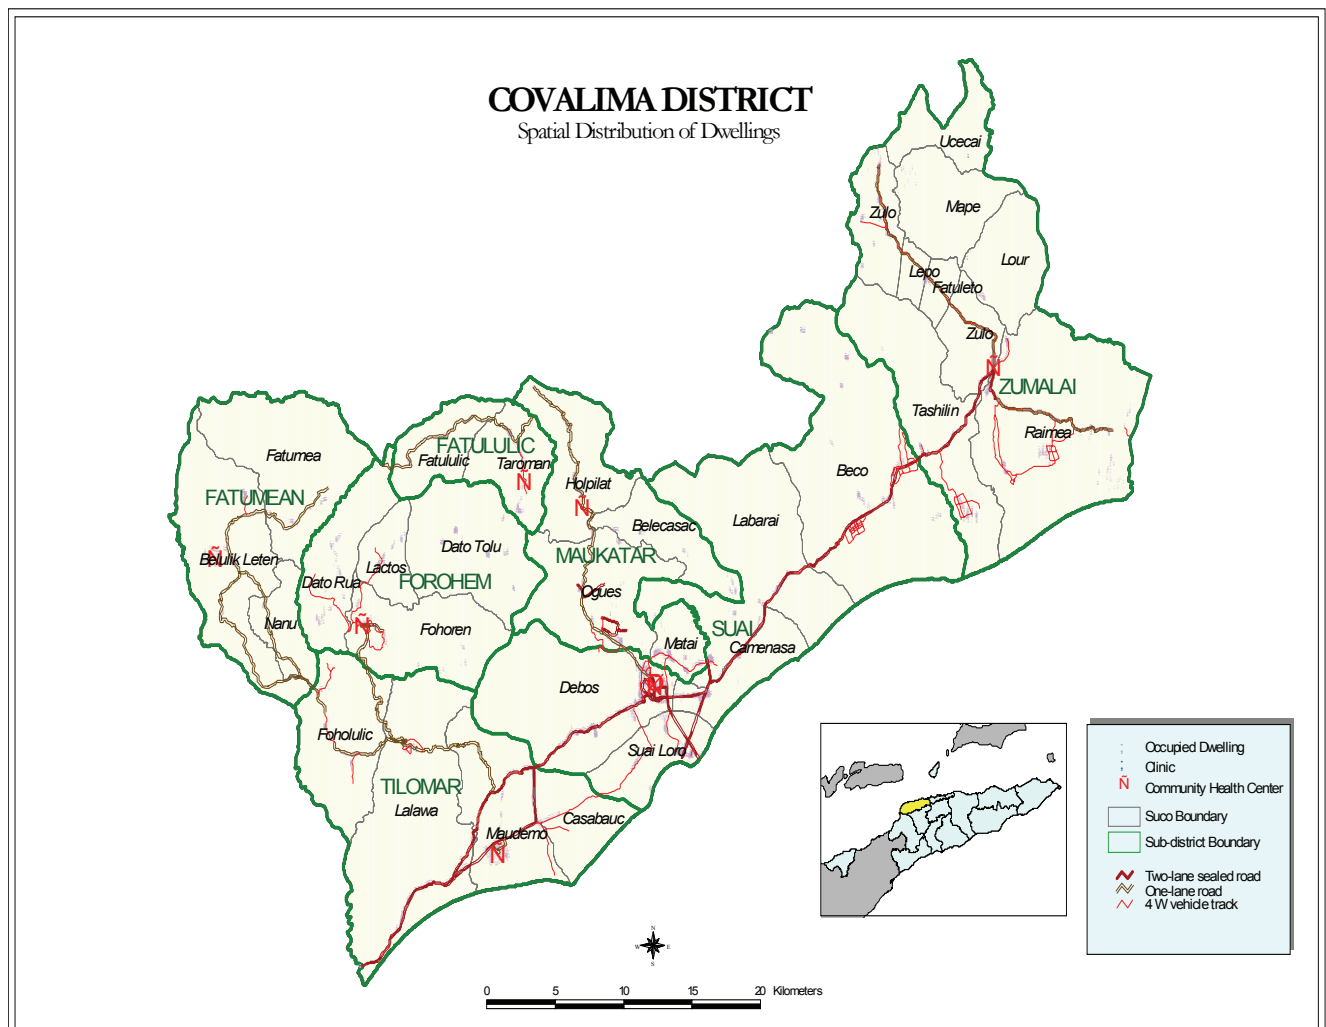 COVALIMA DISTRICT
Spatial Distribution of Dwellings
Ucecai
Mape
Zulo
Lour
Lepo
Fatuleto
Zulo
Ñ
ZUMALAI
Tashilin
Raimea
FATULULIC
Fatululic
Taroman
Ñ
Fatumea
Beco
Holpilat
Ñ
FATUMEAN
Labarai
Belecasac
Dato Tolu
MAUKATAR
Ñ
Belulik Leten
Lactos
Dato Rua
FOROHEM
Ogues
Nanu
Ñ
Fohoren
SUAI
Matai
Camenasa
Debos
Foholulic
Suai Loro
TILOMAR
Lalawa
Casabauc
Maudemo
Ñ
Occupied Dwelling
Clinic
Ñ Community Health Center
Suco Boundary
Sub-district Boundary
Two-lane sealed road
One-lane road
4 W vehicle track
N
W E
S
0 5 10 15 20 Kilometers